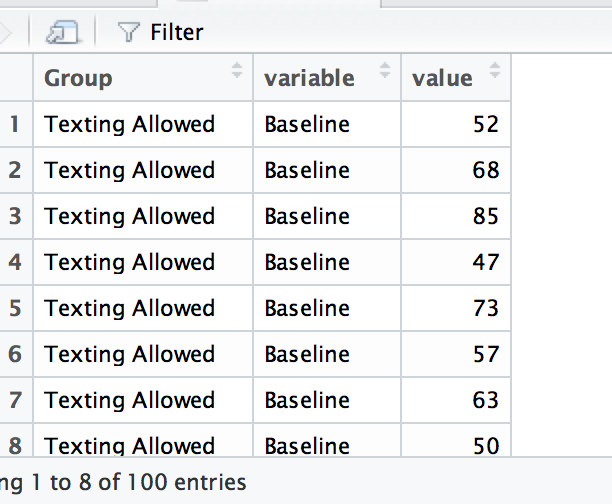 Filter
Group variable value
1 Texting Allowed Baseline 52
2 Texting Allowed Baseline 68
3 Texting Allowed Baseline 85
4 Texting Allowed Baseline 47
5 Texting Allowed Baseline 73
6 Texting Allowed Baseline 57
7 Texting Allowed Baseline 63
8 Texting Allowed Baseline 50
ng 1 to 8 of 100 entries